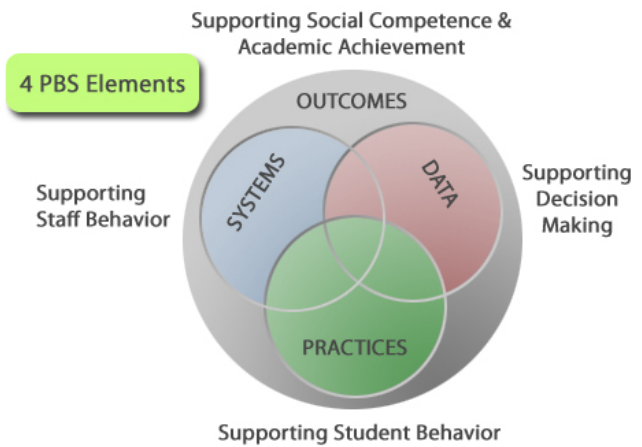 Supporting Social Competence &
Academic Achievement
4 PBS Elements
OUTCOMES
SYSTEMS
DATA
Supporting
Staff Behavior
Supporting
Decision
Making
PRACTICES
Supporting Student Behavior